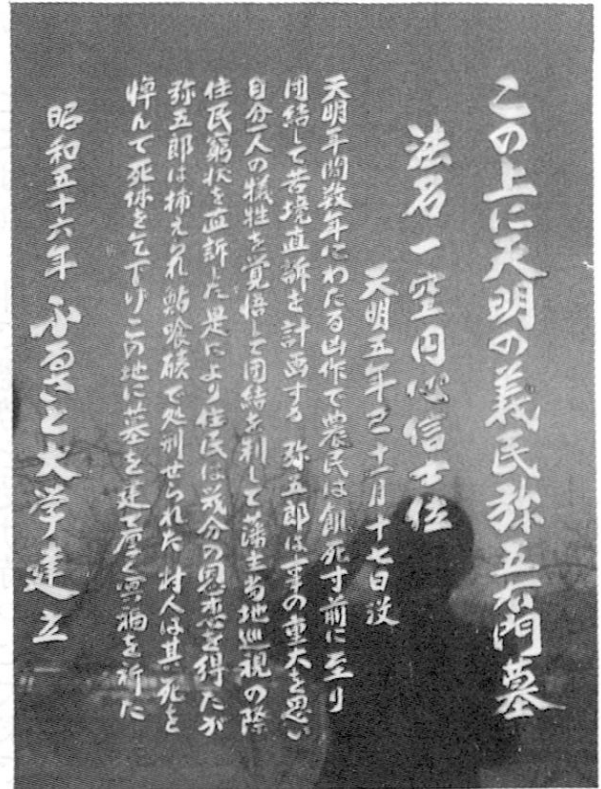 この上に天明の義民弥五右門墓
法名一空円心信士位
天明五年巳十二月十七日没
天明年間数年にわたる凶作で農民は餓死寸前に至り
団結して苦境直訴を計画する 弥五郎は事の重大を思い
自分一人の犠牲を覚悟して団結を制して藩主当地巡視の際
住民窮状を直訴した是により住民は幾分の恩恋を得たが
弥五郎は捕えられ鮎喰磧で処刑せられた 村人は其の死を
悼んで死体を乞下げこの地に墓を建て厚く冥福を祈た
昭和五十六年 ふるさと大学建立